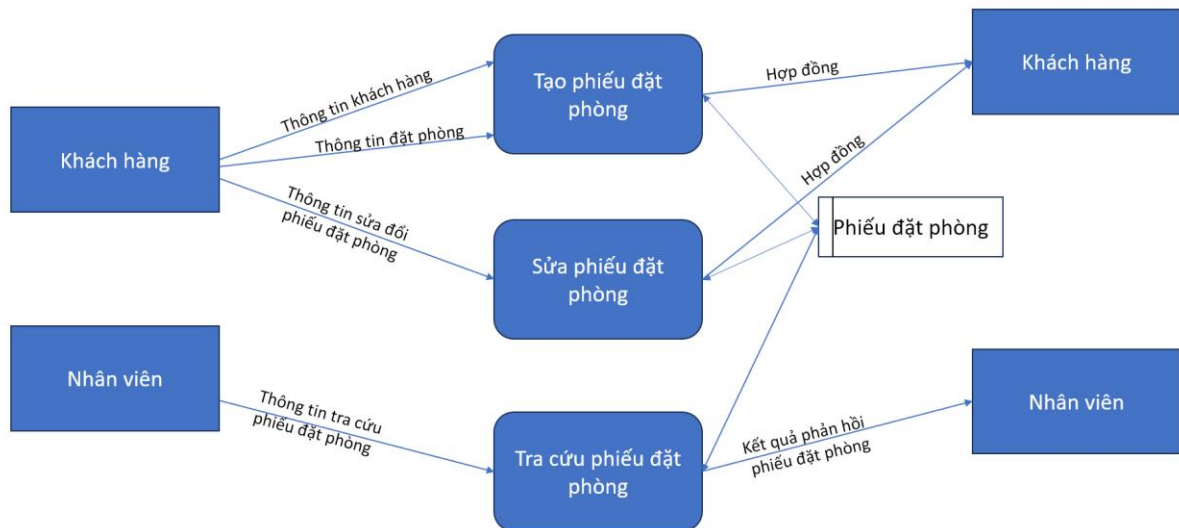 Khách hàng
Thông tin khách hàng
Thông tin đặt phòng
Thông tin sửa đổi
phiếu đặt phòng
Tạo phiếu đặt
phòng
Hợp đồng
Khách hàng
Hợp đồng
Phiếu đặt phòng
Sửa phiếu đặt
phòng
Nhân viên
Thông tin tra cứu
phiếu đặt phòng
Tra cứu phiếu đặt
phòng
Kết quả phản hồi
phiếu đặt phòng
Nhân viên